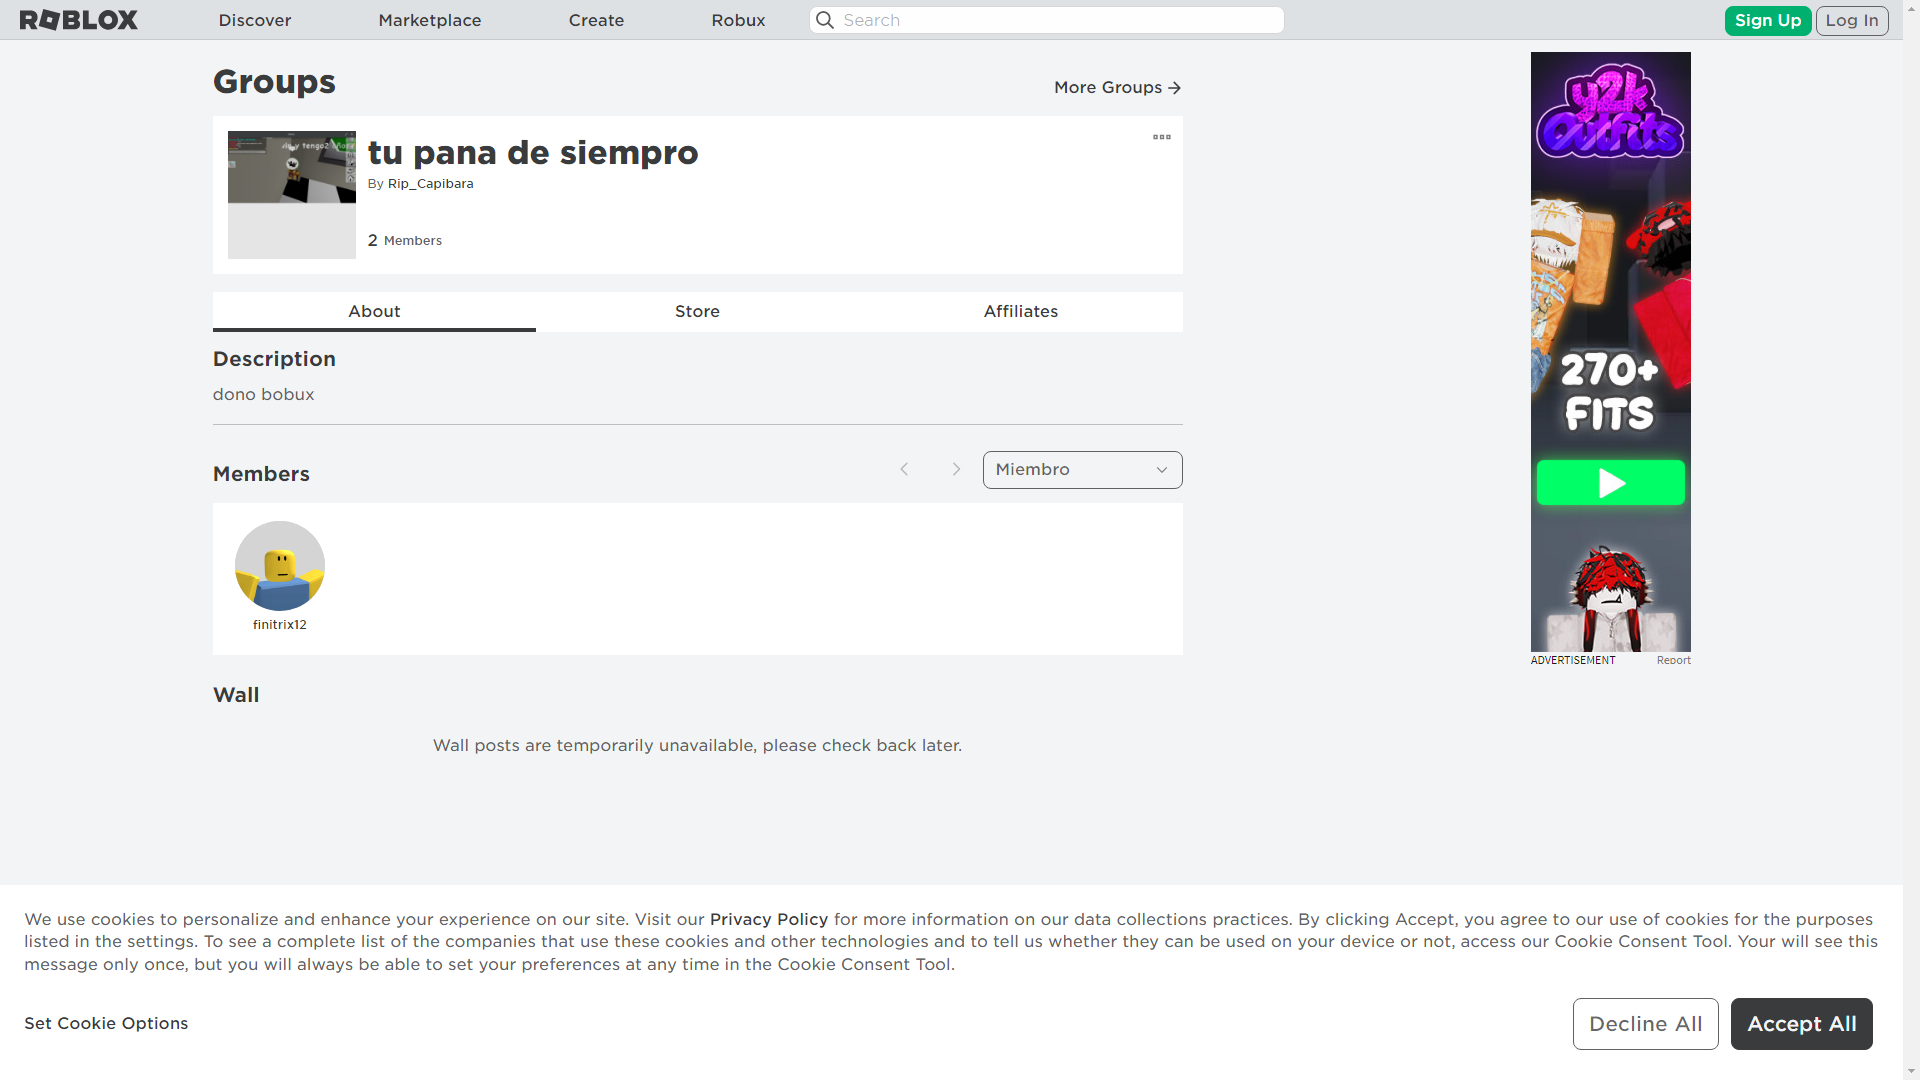 ROBLOX
Discover
Marketplace
Create
Robux
Search
Sign Up
Log In
Groups
More Groups
tu pana de siempro
By Rip_Capibara
2 Members
About
Store
Affiliates
Description
dono bobux
Members
Miembro
finitrix12
Wall
Wall posts are temporarily unavailable, please check back later.
y2k
Outfits
270+
FITS
ADVERTISEMENT
Report
We use cookies to personalize and enhance your experience on our site. Visit our Privacy Policy for more information on our data collections practices. By clicking Accept, you agree to our use of cookies for the purposes
listed in the settings. To see a complete list of the companies that use these cookies and other technologies and to tell us whether they can be used on your device or not, access our Cookie Consent Tool. Your will see this
message only once, but you will always be able to set your preferences at any time in the Cookie Consent Tool.
Set Cookie Options
Decline All
Accept All